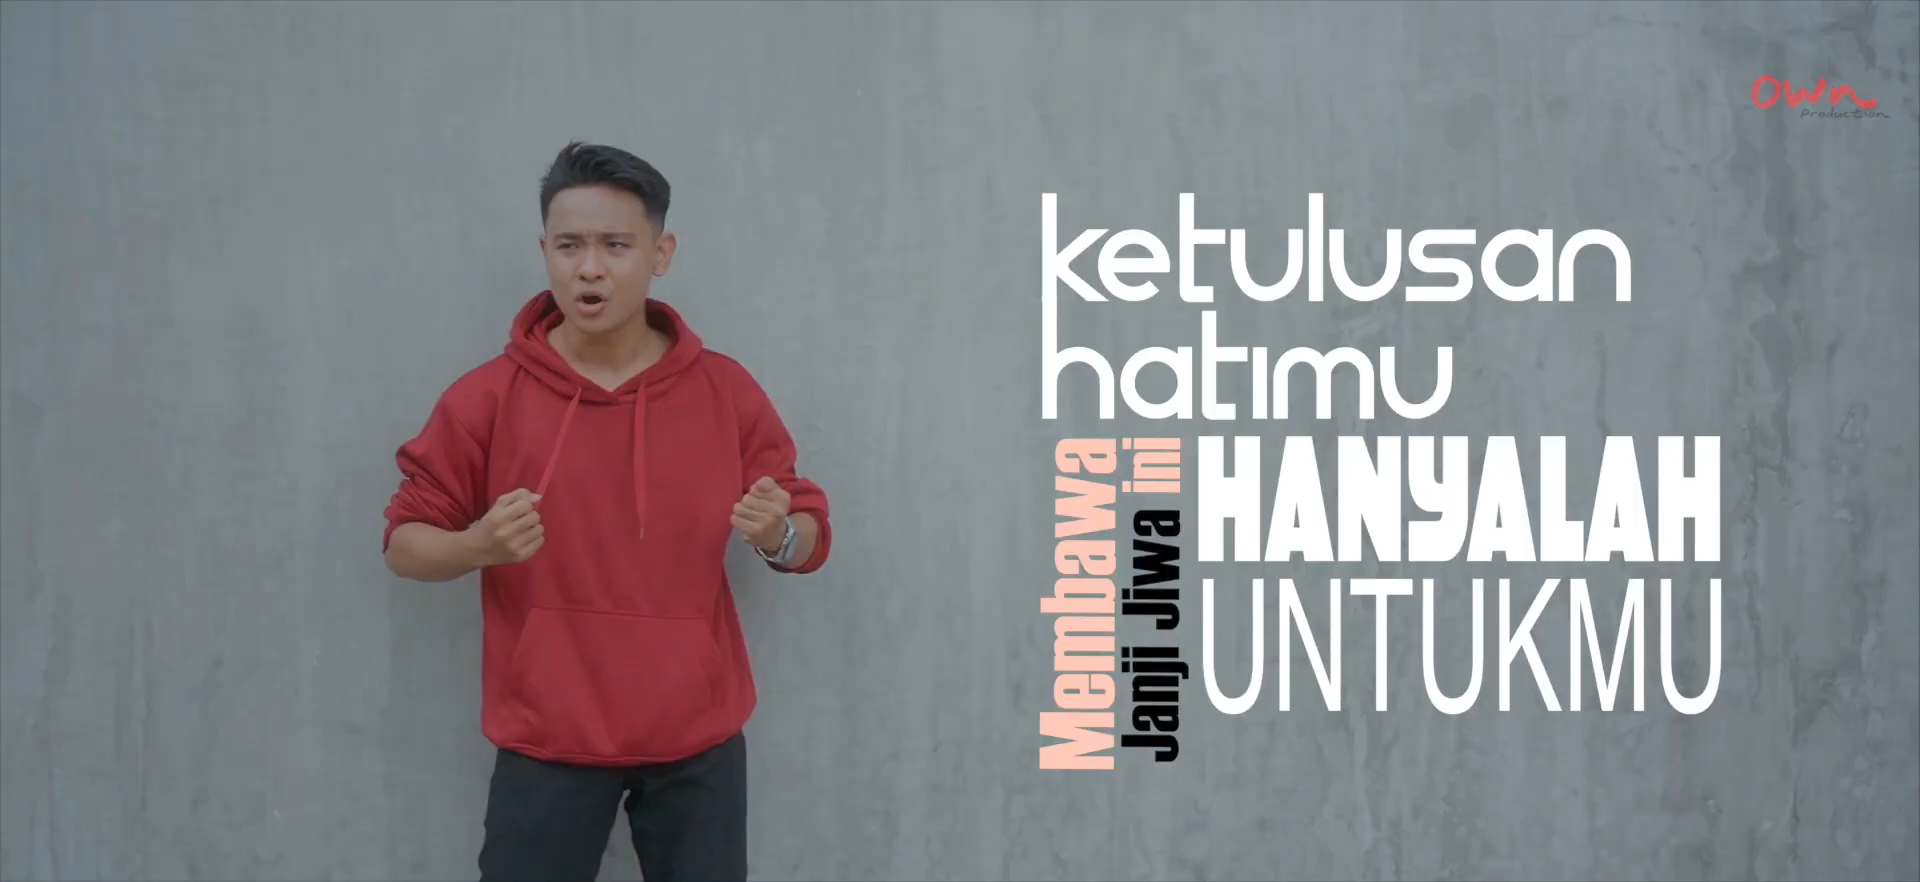 Own
Production
ketulusan
hatimu
Membawa
Janji Jiwa ini
HANYALAH
UNTUKMU